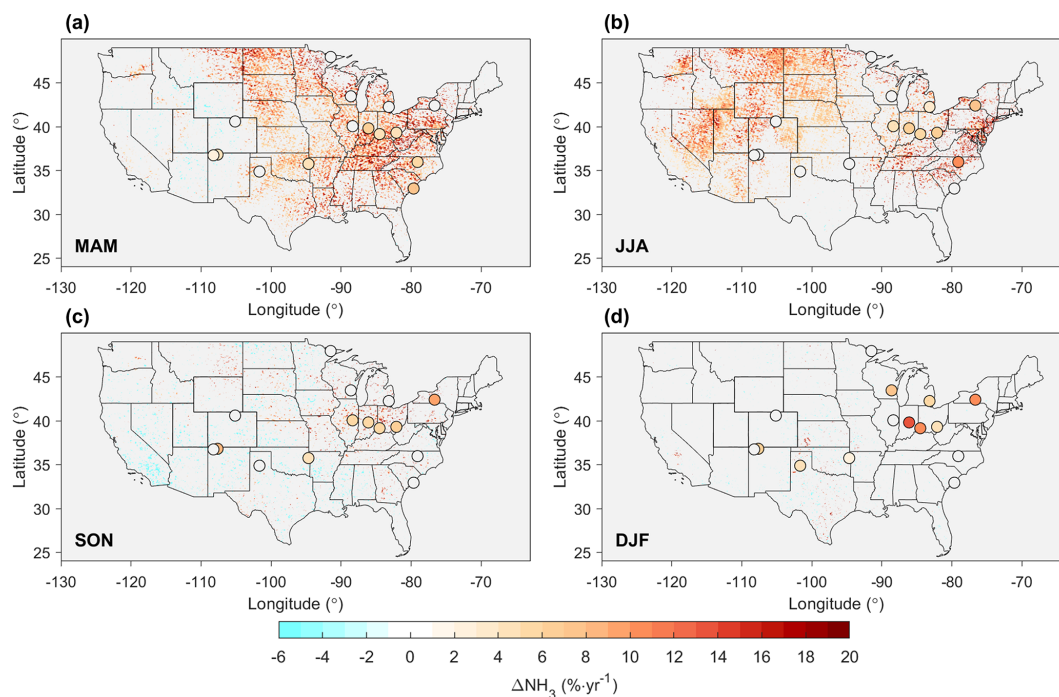 (a)
(b)
Latitude (°)
45
40
35
30
25
MAM
-130
-120
-110
-100
-90
-80
-70
Longitude (°)
Latitude (°)
45
40
35
30
25
JJA
-130
-120
-110
-100
-90
-80
-70
Longitude (°)
(c)
(d)
Latitude (°)
45
40
35
30
25
SON
-130
-120
-110
-100
-90
-80
-70
Longitude (°)
Latitude (°)
45
40
35
30
25
DJF
-130
-120
-110
-100
-90
-80
-70
Longitude (°)
-6 -4 -2 0 2 4 6 8 10 12 14 16 18 20
ΔNH₃ (%·yr⁻¹)